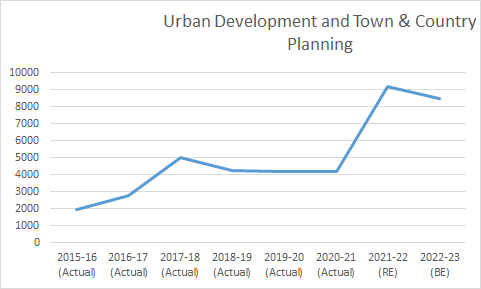 Urban Development and Town & Country
Planning
10000
9000
8000
7000
6000
5000
4000
3000
2000
1000
0
2015-16 2016-17 2017-18 2018-19 2019-20 2020-21 2021-22 2022-23
(Actual) (Actual) (Actual) (Actual) (Actual) (Actual) (RE) (BE)